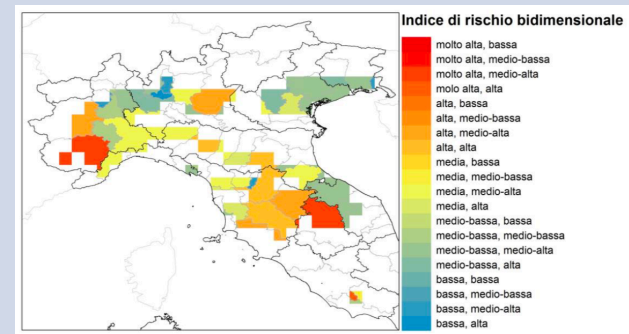 Indice di rischio bidimensionale
molto alta, bassa
molto alta, medio-bassa
molto alta, medio-alta
molo alta, alta
alta, bassa
alta, medio-bassa
alta, medio-alta
alta, alta
media, bassa
media, medio-bassa
media, medio-alta
media, alta
medio-bassa, bassa
medio-bassa, medio-bassa
medio-bassa, medio-alta
medio-bassa, alta
bassa, bassa
bassa, medio-bassa
bassa, medio-alta
bassa, alta